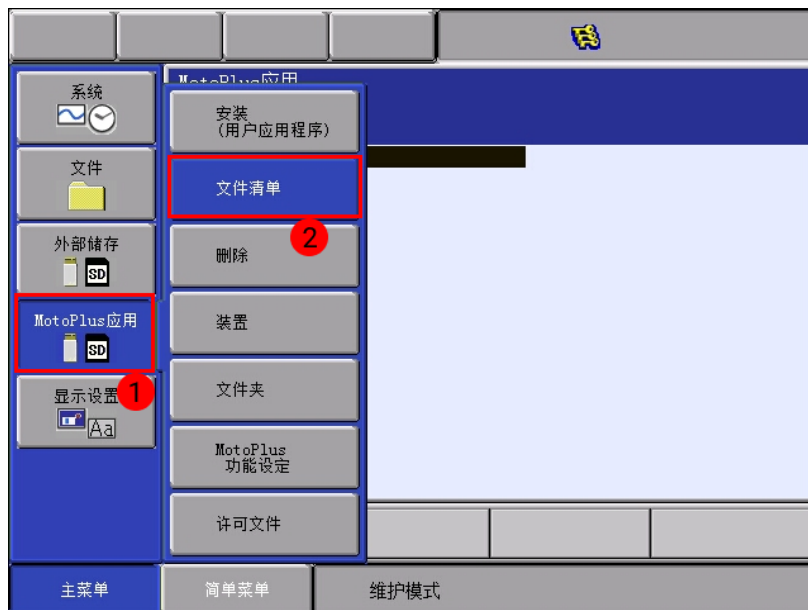 系统
文件
外部储存
SD
MotoPlus应用
SD
1
显示设置
Aa
MotoPlus应用
安装
(用户应用程序)
文件清单
2
删除
装置
文件夹
MotoPlus
功能设定
许可文件
主菜单
简单菜单
维护模式